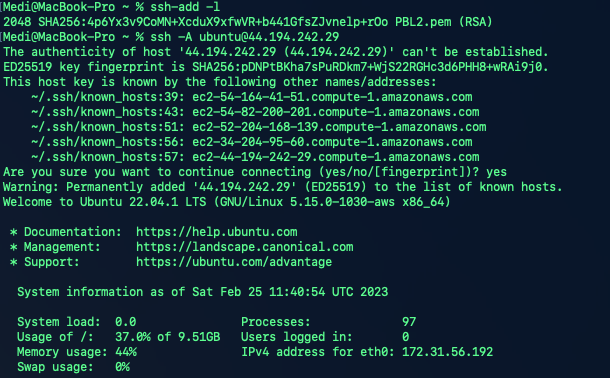 Medi@MacBook-Pro ~ % ssh-add -l
2048 SHA256:4p6Yx3v9CoMN+XcduX9xfwVR+b441GfsZJvnelp+rOo PBL2.pem (RSA)
Medi@MacBook-Pro ~ % ssh -A ubuntu@44.194.242.29
The authenticity of host '44.194.242.29 (44.194.242.29)' can't be established.
ED25519 key fingerprint is SHA256:pDNPtBKha7sPuRDkm7+WjS22RGHc3d6PHH8+wRAi9j0.
This host key is known by the following other names/addresses:
    ~/.ssh/known_hosts:39: ec2-54-164-41-51.compute-1.amazonaws.com
    ~/.ssh/known_hosts:43: ec2-54-82-200-201.compute-1.amazonaws.com
    ~/.ssh/known_hosts:51: ec2-52-204-168-139.compute-1.amazonaws.com
    ~/.ssh/known_hosts:56: ec2-34-204-95-60.compute-1.amazonaws.com
    ~/.ssh/known_hosts:57: ec2-44-194-242-29.compute-1.amazonaws.com
Are you sure you want to continue connecting (yes/no/[fingerprint])? yes
Warning: Permanently added '44.194.242.29' (ED25519) to the list of known hosts.
Welcome to Ubuntu 22.04.1 LTS (GNU/Linux 5.15.0-1030-aws x86_64)

 * Documentation:  https://help.ubuntu.com
 * Management:     https://landscape.canonical.com
 * Support:        https://ubuntu.com/advantage

  System information as of Sat Feb 25 11:40:54 UTC 2023

  System load:  0.0               Processes:             97
  Usage of /:   37.0% of 9.51GB   Users logged in:       0
  Memory usage: 44%               IPv4 address for eth0: 172.31.56.192
  Swap usage:   0%